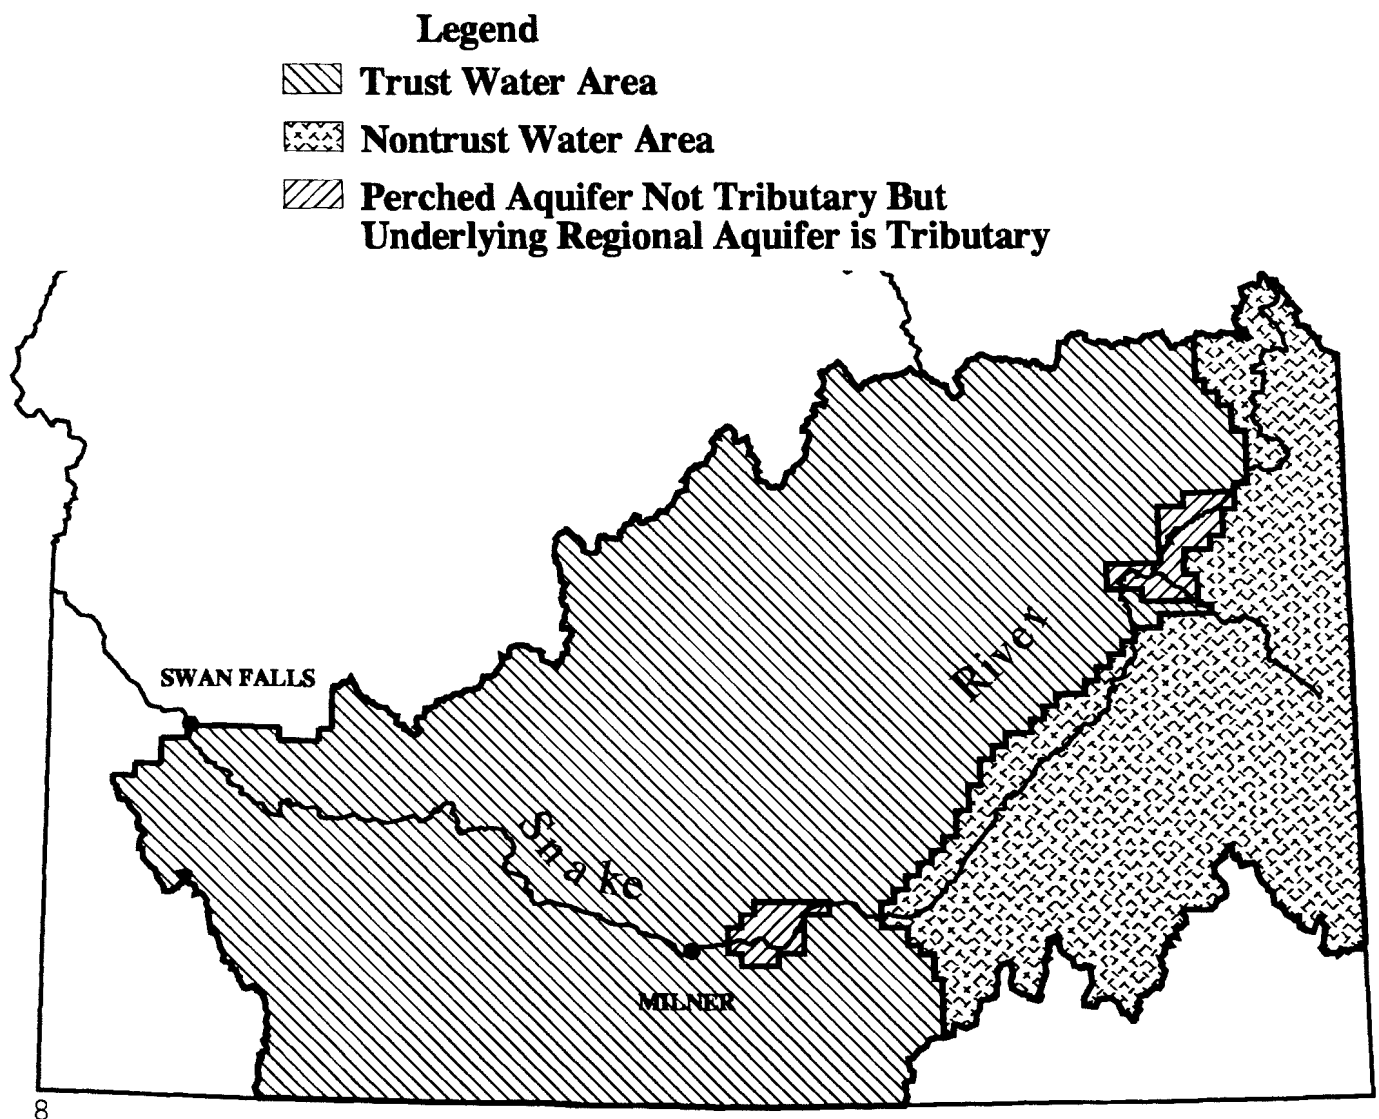 Legend
Trust Water Area
Nontrust Water Area
Perched Aquifer Not Tributary But
Underlying Regional Aquifer is Tributary
River
SWAN FALLS
Snake
MILNER
8